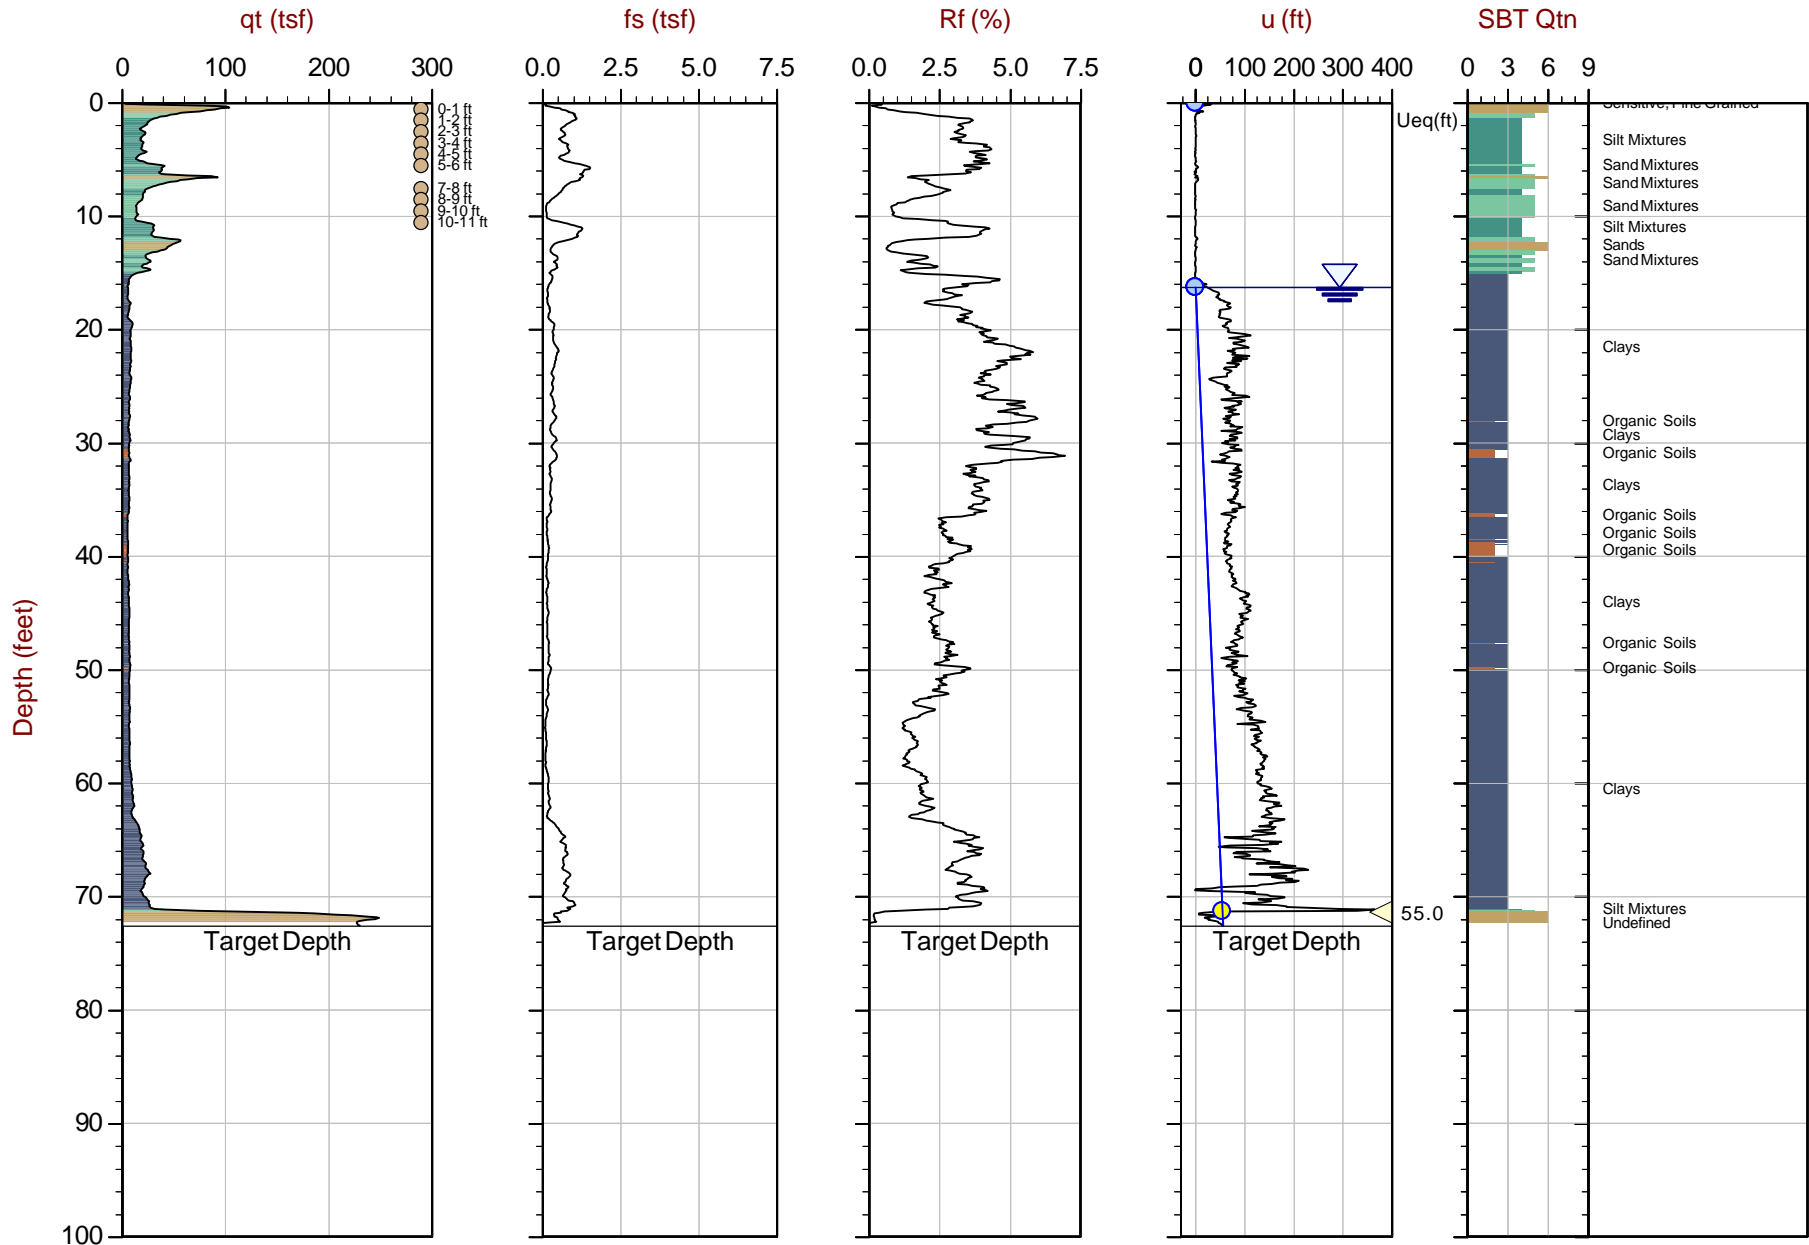 qt (tsf) fs (tsf) Rf (%) u (ft) SBT Qtn
0 100 200 300 0.0 2.5 5.0 7.5 0.0 2.5 5.0 7.5 0 100 200 300 400 0 3 6 9
Depth (feet)
0
10
20
30
40
50
60
70
80
90
100
0-1 ft
1-2 ft
2-3 ft
3-4 ft
4-5 ft
5-6 ft
7-8 ft
8-9 ft
9-10 ft
10-11 ft
Ueq(ft)
55.0
Target Depth Target Depth Target Depth Target Depth
Sensitive, Fine Grained
Silt Mixtures
Sand Mixtures
Sand Mixtures
Sand Mixtures
Silt Mixtures
Sands
Sand Mixtures
Clays
Organic Soils
Clays
Organic Soils
Clays
Organic Soils
Organic Soils
Organic Soils
Clays
Organic Soils
Organic Soils
Clays
Silt Mixtures
Undefined